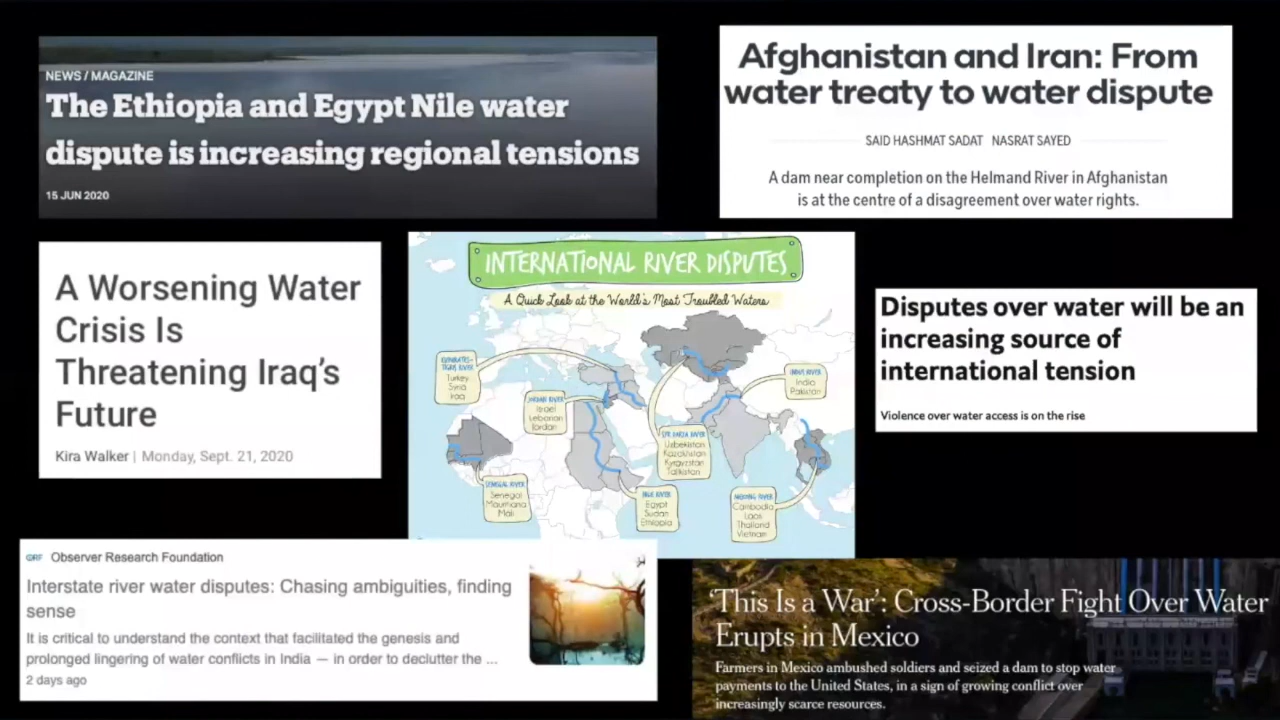 NEWS / MAGAZINE
The Ethiopia and Egypt Nile water
dispute is increasing regional tensions
15 JUN 2020
Afghanistan and Iran: From
water treaty to water dispute
SAID HASHMAT SADAT NASRAT SAYED
A dam near completion on the Helmand River in Afghanistan
is at the centre of a disagreement over water rights.
A Worsening Water
Crisis Is
Threatening Iraq's
Future
Kira Walker | Monday, Sept. 21, 2020
INTERNATIONAL RIVER DISPUTES
A Quick Look at the World's Most Troubled Waters
EUPHRATES-
TIGRIS RIVER
Turkey
Syria
Iraq
JORDAN RIVER
Israel
Lebanon
Jordan
INDUS RIVER
India
Pakistan
SYR DARYA RIVER
Uzbekistan
Kazakhstan
Kyrgyzstan
Tajikistan
SENEGAL RIVER
Senegal
Mauritania
Mali
NILE RIVER
Egypt
Sudan
Ethiopia
MEKONG RIVER
Cambodia
Laos
Thailand
Vietnam
Disputes over water will be an
increasing source of
international tension
Violence over water access is on the rise
ORF Observer Research Foundation
Interstate river water disputes: Chasing ambiguities, finding
sense
It is critical to understand the context that facilitated the genesis and
prolonged lingering of water conflicts in India — in order to declutter the ...
2 days ago
'This Is a War': Cross-Border Fight Over Water
Erupts in Mexico
Farmers in Mexico ambushed soldiers and seized a dam to stop water
payments to the United States, in a sign of growing conflict over
increasingly scarce resources.